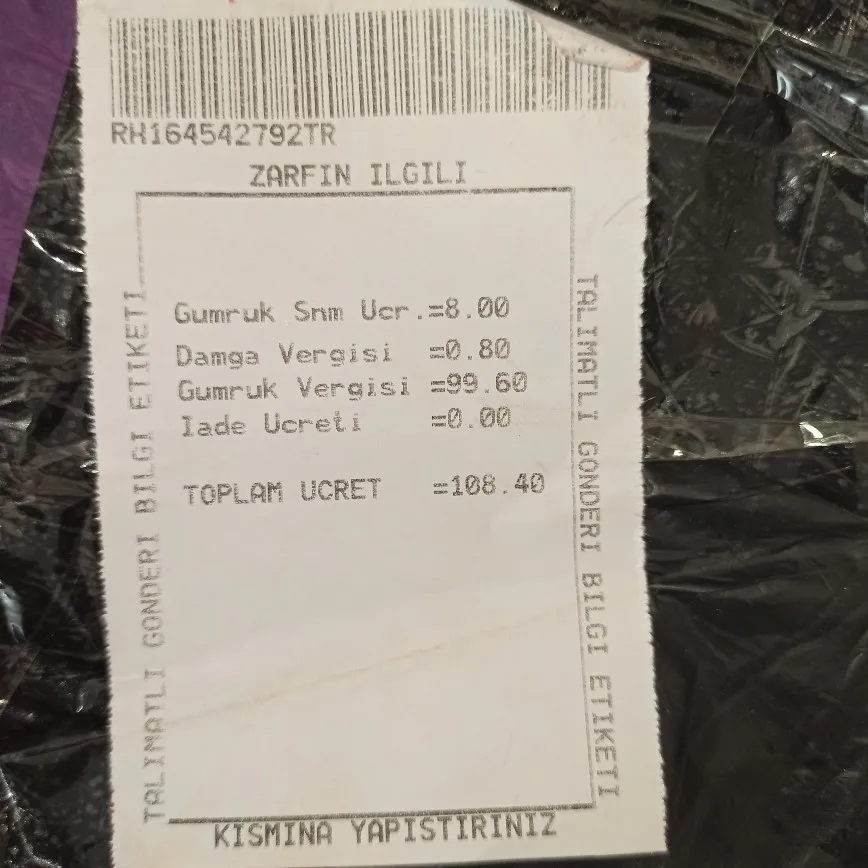 RH164542792TR
ZARFIN ILGILI
TALIMATLI GONDERI BILGI ETIKETI
Gumruk Snm Ucr.=8.00
Damga Vergisi =0.80
Gumruk Vergisi =99.60
Iade Ucreti =0.00
TOPLAM UCRET =108.40
TALIMATLI GONDERI BILGI ETIKETI
KISMINA YAPISTIRINIZ